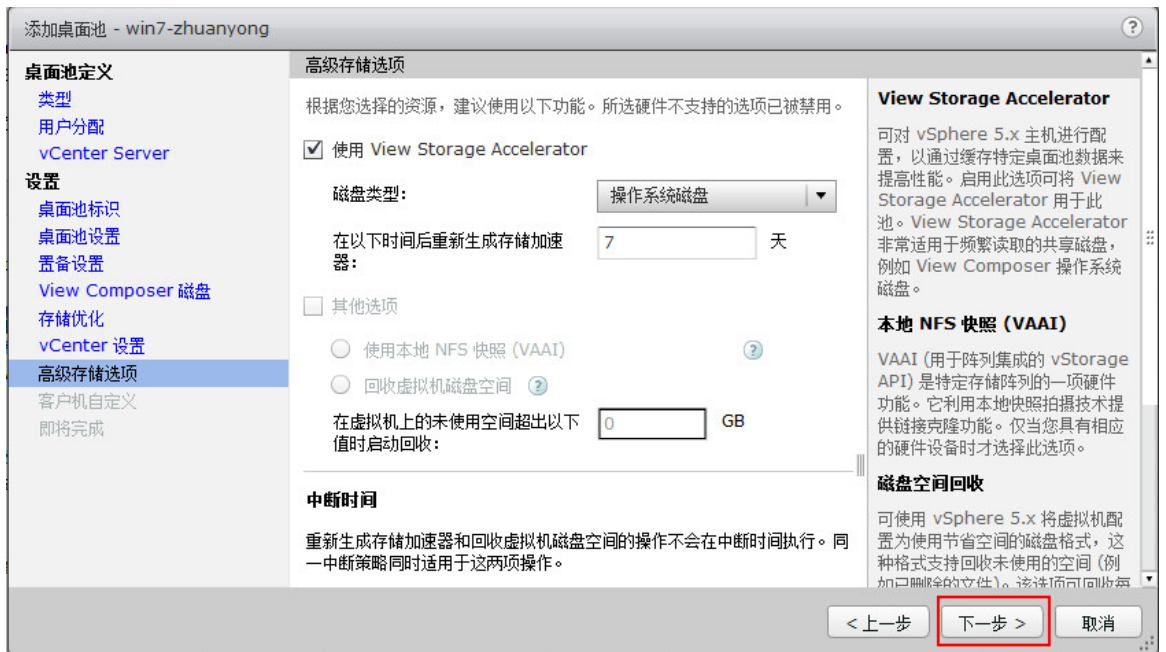 添加桌面池 - win7-zhuanyong
?
桌面池定义
类型
用户分配
vCenter Server
设置
桌面池标识
桌面池设置
置备设置
View Composer 磁盘
存储优化
vCenter 设置
高级存储选项
客户机自定义
即将完成
高级存储选项
根据您选择的资源，建议使用以下功能。所选硬件不支持的选项已被禁用。
使用 View Storage Accelerator
磁盘类型：
操作系统磁盘
在以下时间后重新生成存储加速
器：
7
天
其他选项
使用本地 NFS 快照 (VAAI)
?
回收虚拟机磁盘空间
?
在虚拟机上的未使用空间超出以下
值时启动回收：
0
GB
中断时间
重新生成存储加速器和回收虚拟机磁盘空间的操作不会在中断时间执行。同
一中断策略同时适用于这两项操作。
View Storage Accelerator
可对 vSphere 5.x 主机进行配
置，以通过缓存特定桌面池数据来
提高性能。启用此选项可将 View
Storage Accelerator 用于此
池。View Storage Accelerator
非常适用于频繁读取的共享磁盘，
例如 View Composer 操作系统
磁盘。
本地 NFS 快照 (VAAI)
VAAI (用于阵列集成的 vStorage
API) 是特定存储阵列的一项硬件
功能。它利用本地快照拍摄技术提
供链接克隆功能。仅当您具有相应
的硬件设备时才选择此选项。
磁盘空间回收
可使用 vSphere 5.x 将虚拟机配
置为使用节省空间的磁盘格式，这
种格式支持回收未使用的空间 (例
如已删除的文件)。该选项可回收每
< 上一步
下一步 >
取消